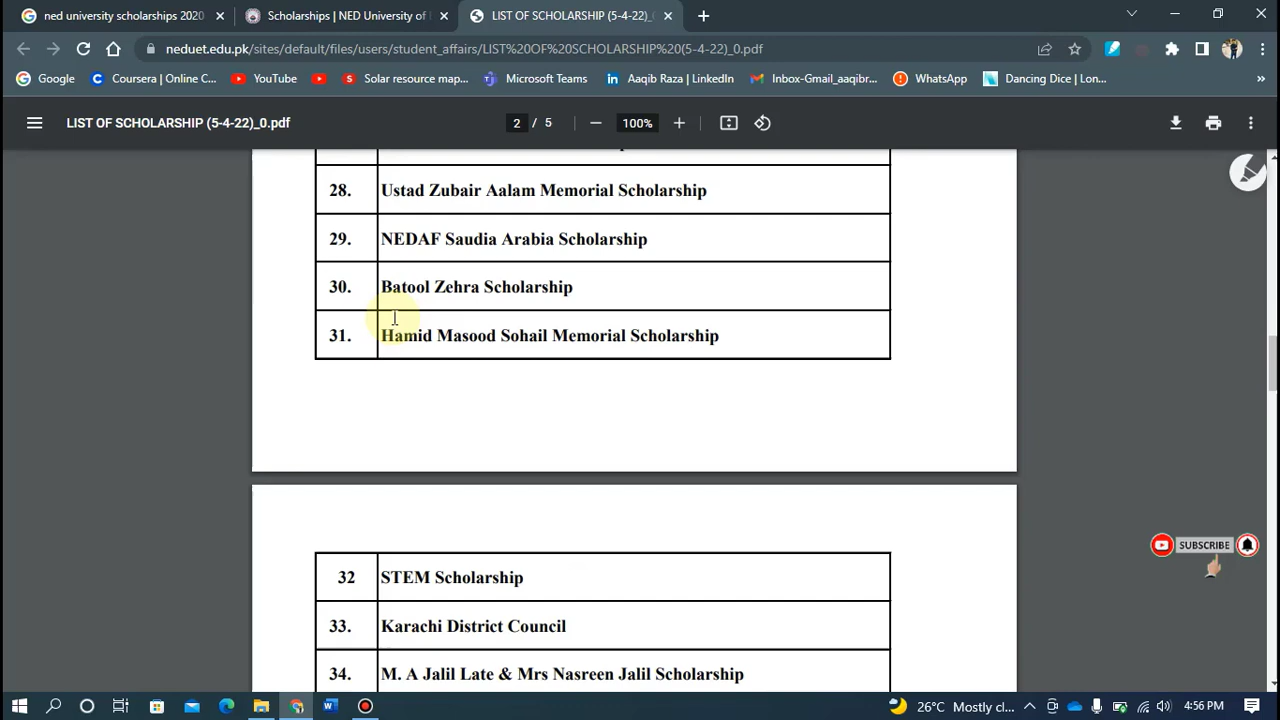 ned university scholarships 2020
Scholarships | NED University of
LIST OF SCHOLARSHIP (5-4-22)_
neduet.edu.pk/sites/default/files/users/student_affairs/LIST%20OF%20SCHOLARSHIP%20(5-4-22)_0.pdf
Google
Coursera | Online C...
YouTube
Solar resource map...
Microsoft Teams
Aaqib Raza | LinkedIn
Inbox-Gmail_aaqibr...
WhatsApp
Dancing Dice | Lon...
LIST OF SCHOLARSHIP (5-4-22)_0.pdf
2 / 5
100%
28. Ustad Zubair Aalam Memorial Scholarship
29. NEDAF Saudia Arabia Scholarship
30. Batool Zehra Scholarship
31. Hamid Masood Sohail Memorial Scholarship
32 STEM Scholarship
33. Karachi District Council
34. M. A Jalil Late & Mrs Nasreen Jalil Scholarship
SUBSCRIBE
26°C Mostly cl...
4:56 PM